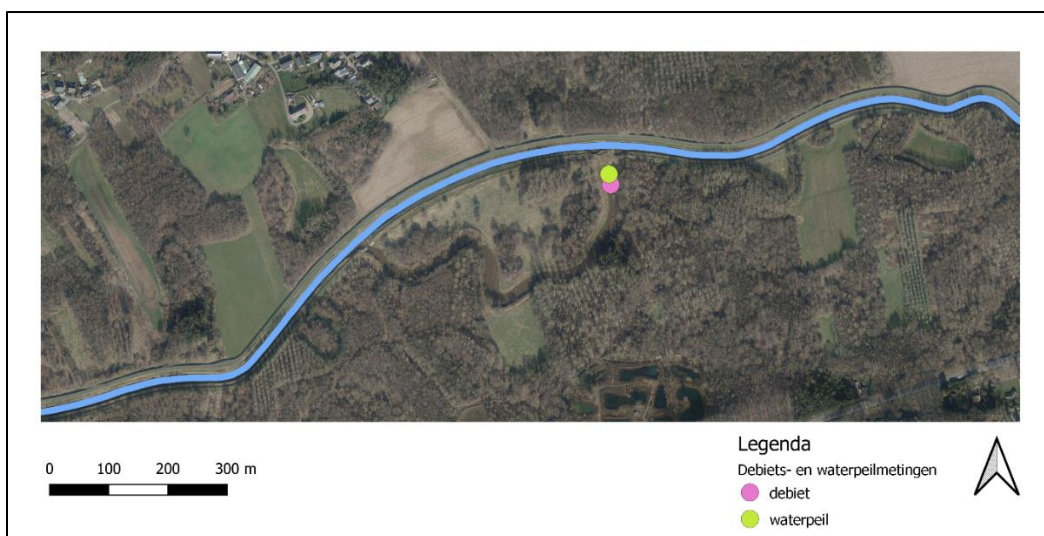 0 100 200 300 m
Legenda
Debiets- en waterpeilmetingen
debiet
waterpeil